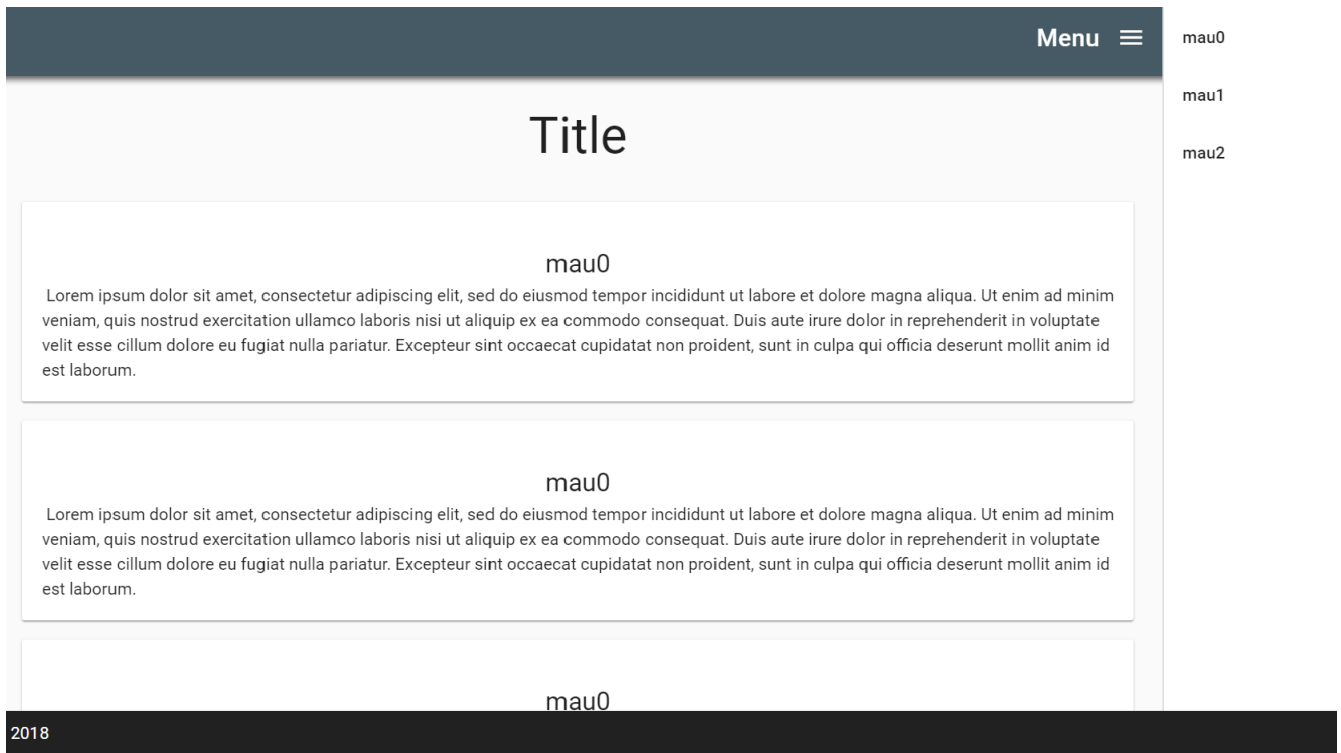 Menu
mau0
mau1
mau2
Title
mau0
Lorem ipsum dolor sit amet, consectetur adipiscing elit, sed do eiusmod tempor incididunt ut labore et dolore magna aliqua. Ut enim ad minim
veniam, quis nostrud exercitation ullamco laboris nisi ut aliquip ex ea commodo consequat. Duis aute irure dolor in reprehenderit in voluptate
velit esse cillum dolore eu fugiat nulla pariatur. Excepteur sint occaecat cupidatat non proident, sunt in culpa qui officia deserunt mollit anim id
est laborum.
mau0
Lorem ipsum dolor sit amet, consectetur adipiscing elit, sed do eiusmod tempor incididunt ut labore et dolore magna aliqua. Ut enim ad minim
veniam, quis nostrud exercitation ullamco laboris nisi ut aliquip ex ea commodo consequat. Duis aute irure dolor in reprehenderit in voluptate
velit esse cillum dolore eu fugiat nulla pariatur. Excepteur sint occaecat cupidatat non proident, sunt in culpa qui officia deserunt mollit anim id
est laborum.
mau0
2018